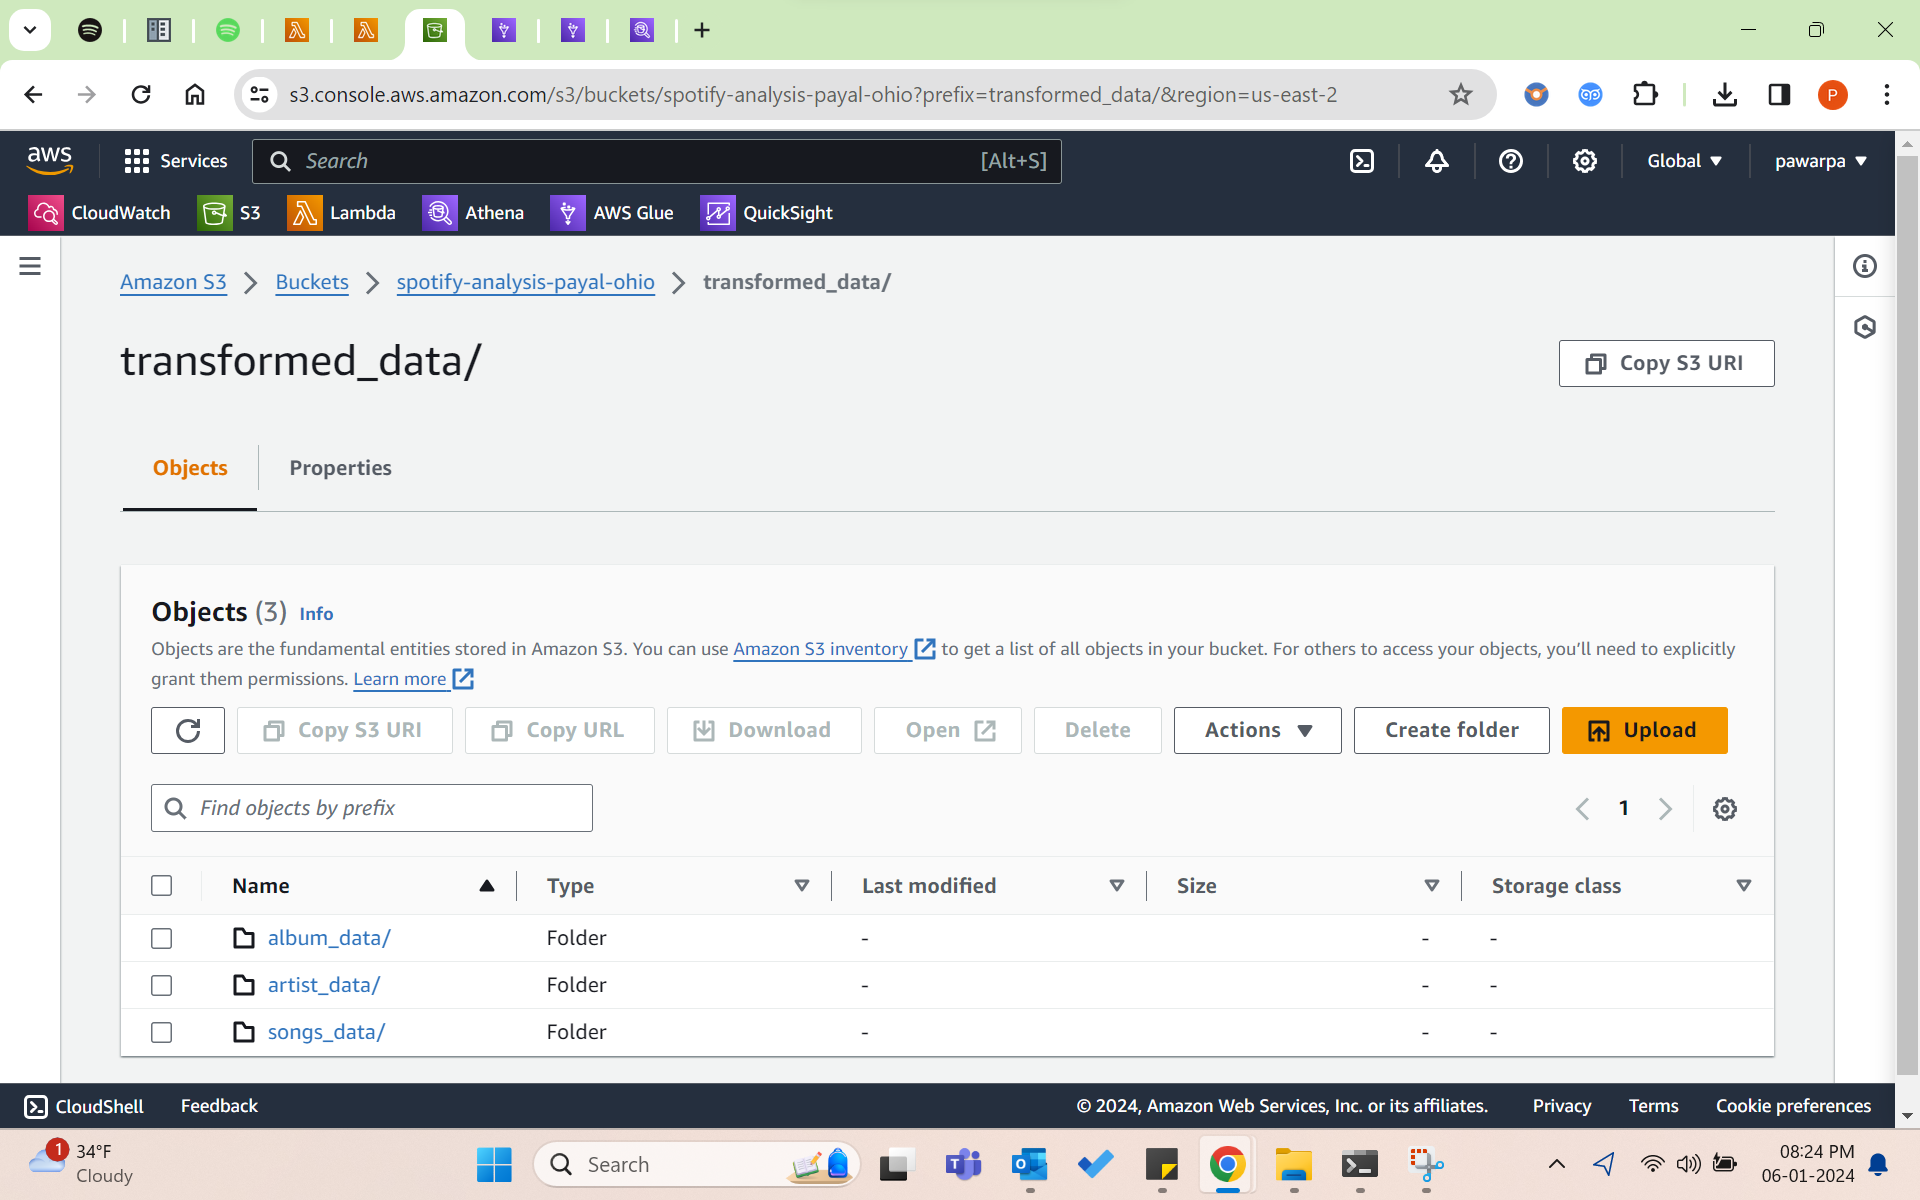 s3.console.aws.amazon.com/s3/buckets/spotify-analysis-payal-ohio?prefix=transformed_data/&region=us-east-2
P
aws
Services
Search
[Alt+S]
Global
pawarpa
CloudWatch
S3
Lambda
Athena
AWS Glue
QuickSight
Amazon S3
Buckets
spotify-analysis-payal-ohio
transformed_data/
transformed_data/
Copy S3 URI
Objects
Properties
Objects (3) Info
Objects are the fundamental entities stored in Amazon S3. You can use Amazon S3 inventory to get a list of all objects in your bucket. For others to access your objects, you’ll need to explicitly
grant them permissions. Learn more
Copy S3 URI
Copy URL
Download
Open
Delete
Actions
Create folder
Upload
Find objects by prefix
1
Name
Type
Last modified
Size
Storage class
album_data/ Folder - - -
artist_data/ Folder - - -
songs_data/ Folder - - -
CloudShell
Feedback
© 2024, Amazon Web Services, Inc. or its affiliates.
Privacy
Terms
Cookie preferences
1
34°F
Cloudy
Search
08:24 PM
06-01-2024